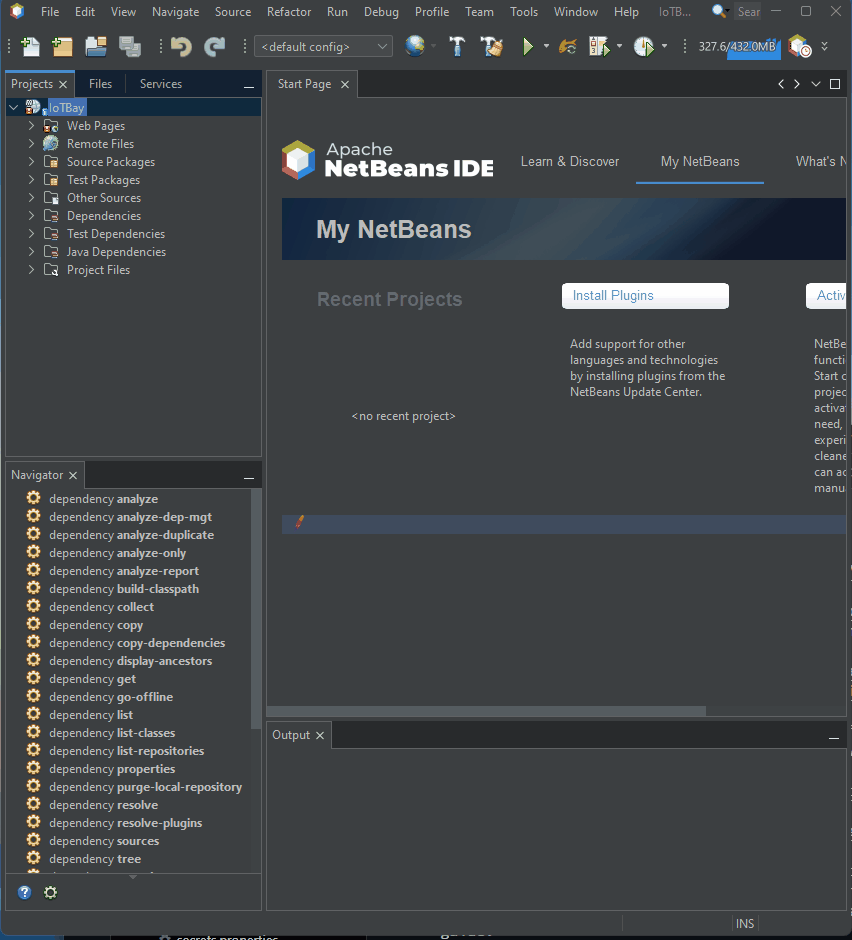 File Edit View Navigate Source Refactor Run Debug Profile Team Tools Window Help IoTB... Sear
<default config> 327.6/432.0MB
Projects Files Services
IoTBay
Web Pages
Remote Files
Source Packages
Test Packages
Other Sources
Dependencies
Test Dependencies
Java Dependencies
Project Files
Navigator
dependency analyze
dependency analyze-dep-mgt
dependency analyze-duplicate
dependency analyze-only
dependency analyze-report
dependency build-classpath
dependency collect
dependency copy
dependency copy-dependencies
dependency display-ancestors
dependency get
dependency go-offline
dependency list
dependency list-classes
dependency list-repositories
dependency properties
dependency purge-local-repository
dependency resolve
dependency resolve-plugins
dependency sources
dependency tree
Start Page
Apache
NetBeans IDE
Learn & Discover My NetBeans What's N
My NetBeans
Recent Projects
<no recent project>
Install Plugins
Add support for other
languages and technologies
by installing plugins from the
NetBeans Update Center.
Activ
NetBe
functi
Start c
projec
activa
need,
experi
cleane
can ac
manu
Output
INS
secrets.properties